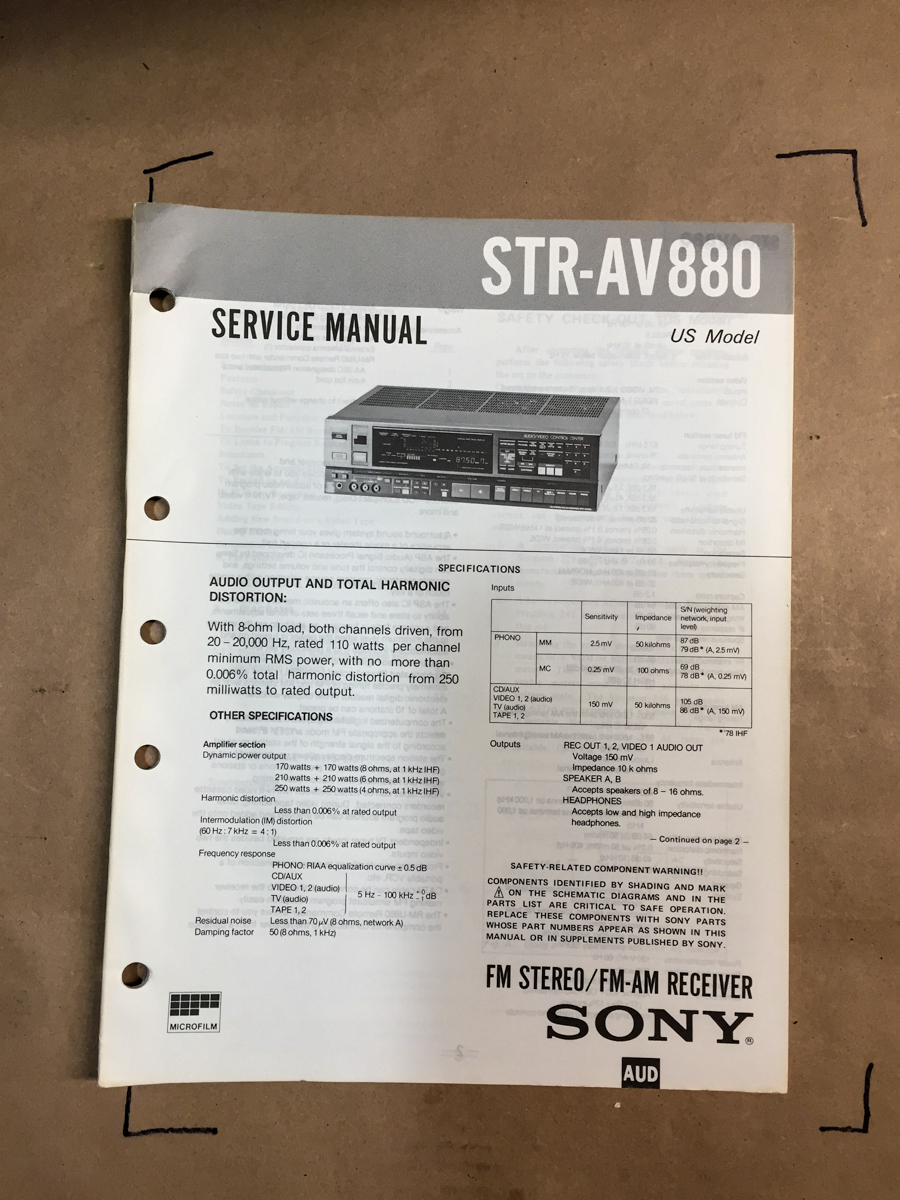 STR-AV880
SERVICE MANUAL
US Model
AUDIO/VIDEO CONTROL CENTER
SPECIFICATIONS
AUDIO OUTPUT AND TOTAL HARMONIC
DISTORTION:
With 8-ohm load, both channels driven, from
20 – 20,000 Hz, rated 110 watts per channel
minimum RMS power, with no more than
0.006% total harmonic distortion from 250
milliwatts to rated output.
OTHER SPECIFICATIONS
Amplifier section
Dynamic power output
170 watts + 170 watts (8 ohms, at 1 kHz IHF)
210 watts + 210 watts (6 ohms, at 1 kHz IHF)
250 watts + 250 watts (4 ohms, at 1 kHz IHF)
Harmonic distortion
Less than 0.006% at rated output
Intermodulation (IM) distortion
(60 Hz : 7 kHz = 4 : 1)
Less than 0.006% at rated output
Frequency response
PHONO: RIAA equalization curve ± 0.5 dB
CD/AUX
VIDEO 1, 2 (audio)
TV (audio)
TAPE 1, 2
5 Hz – 100 kHz +0 −1 dB
Residual noise Less than 70 μV (8 ohms, network A)
Damping factor 50 (8 ohms, 1 kHz)
MICROFILM
Inputs
Sensitivity Impedance S/N (weighting network, input level)
PHONO MM 2.5 mV 50 kilohms 87 dB 79 dB* (A, 2.5 mV)
MC 0.25 mV 100 ohms 69 dB 78 dB* (A, 0.25 mV)
CD/AUX VIDEO 1, 2 (audio) TV (audio) TAPE 1, 2 150 mV 50 kilohms 105 dB 86 dB* (A, 150 mV)
*'78 IHF
Outputs REC OUT 1, 2, VIDEO 1 AUDIO OUT
Voltage 150 mV
Impedance 10 k ohms
SPEAKER A, B
Accepts speakers of 8 – 16 ohms.
HEADPHONES
Accepts low and high impedance
headphones.
– Continued on page 2 –
SAFETY-RELATED COMPONENT WARNING!!
COMPONENTS IDENTIFIED BY SHADING AND MARK
⚠ ON THE SCHEMATIC DIAGRAMS AND IN THE
PARTS LIST ARE CRITICAL TO SAFE OPERATION.
REPLACE THESE COMPONENTS WITH SONY PARTS
WHOSE PART NUMBERS APPEAR AS SHOWN IN THIS
MANUAL OR IN SUPPLEMENTS PUBLISHED BY SONY.
FM STEREO/FM-AM RECEIVER
SONY®
AUD